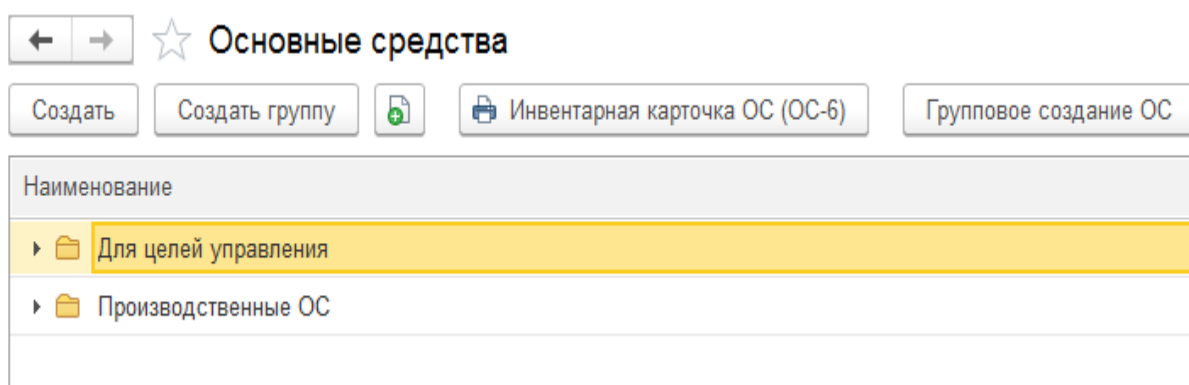 Основные средства
Создать Создать группу Инвентарная карточка ОС (ОС-6) Групповое создание ОС
Наименование
Для целей управления
Производственные ОС